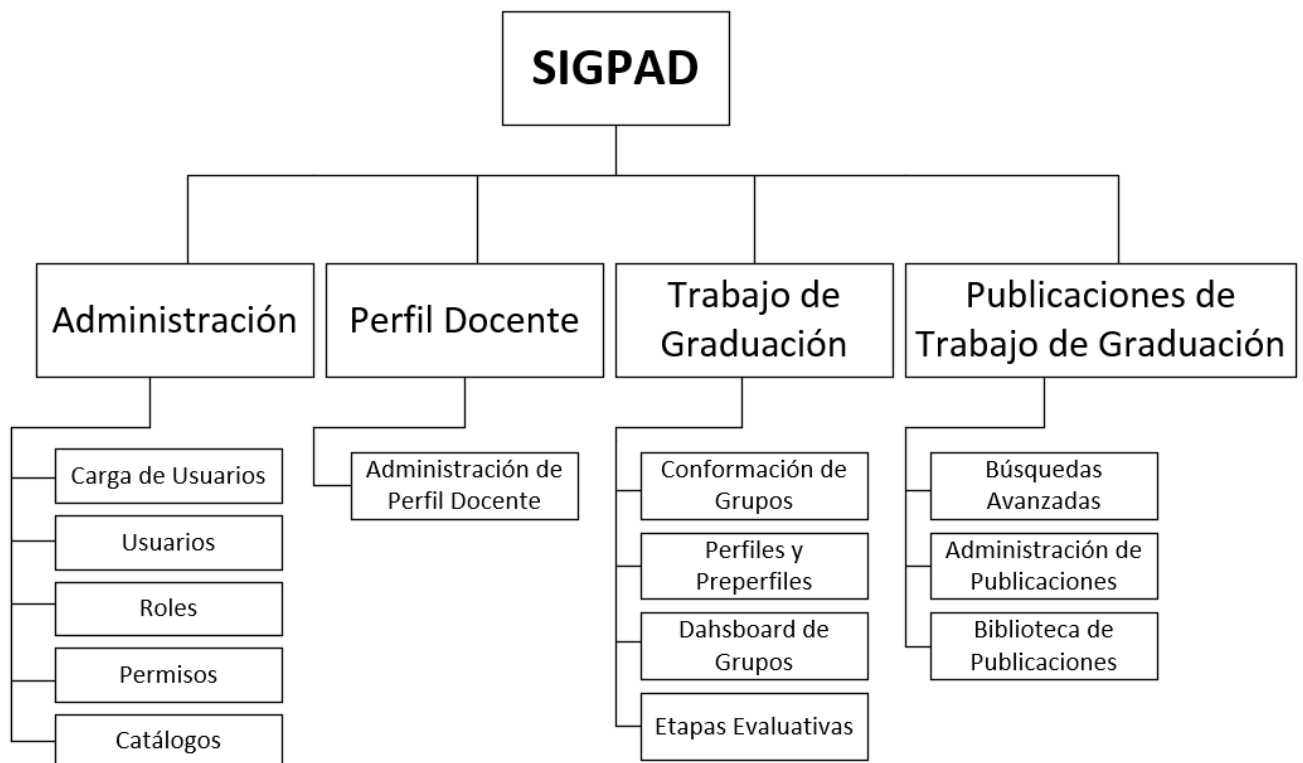 SIGPAD
Administración
Perfil Docente
Trabajo de
Graduación
Publicaciones de
Trabajo de Graduación
Carga de Usuarios
Usuarios
Roles
Permisos
Catálogos
Administración de
Perfil Docente
Conformación de
Grupos
Perfiles y
Preperfiles
Dahsboard de
Grupos
Etapas Evaluativas
Búsquedas
Avanzadas
Administración de
Publicaciones
Biblioteca de
Publicaciones